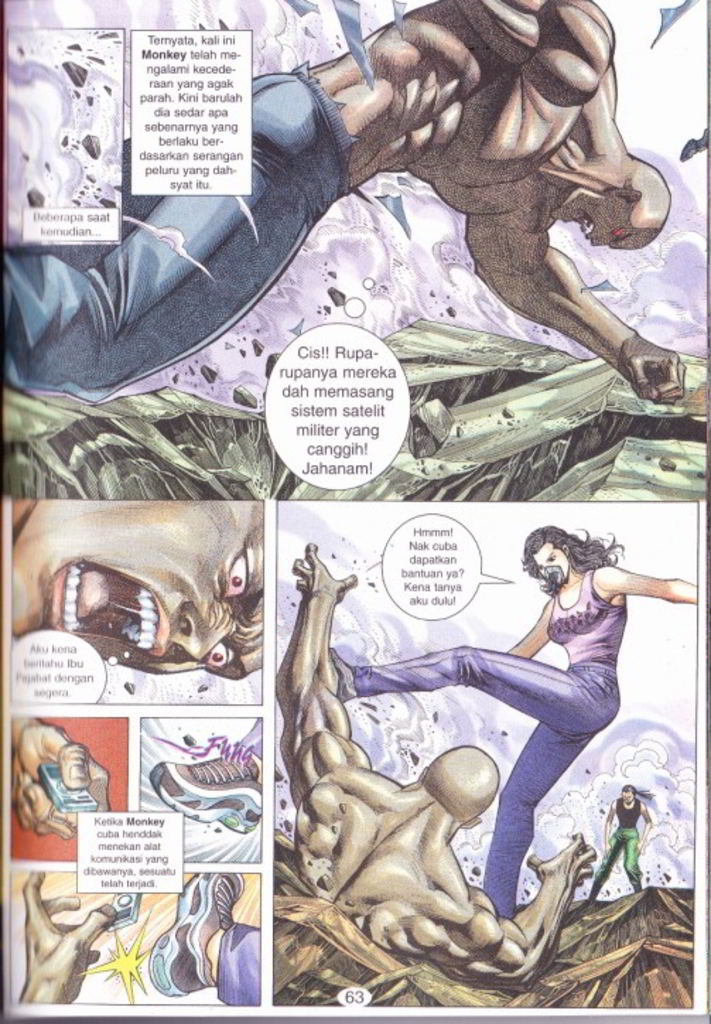 Ternyata, kali ini
Monkey telah me-
ngalami kecede-
raan yang agak
parah. Kini barulah
dia sedar apa
sebenarnya yang
berlaku ber-
dasarkan serangan
peluru yang dah-
syat itu.
Beberapa saat
kemudian...
Cis!! Rupa-
rupanya mereka
dah memasang
sistem satelit
militer yang
canggih!
Jahanam!
Aku kena
beritahu Ibu
Pejabat dengan
segera.
Hmmm!
Nak cuba
dapatkan
bantuan ya?
Kena tanya
aku dulu!
FUNG
Ketika Monkey
cuba henddak
menekan alat
komunikasi yang
dibawanya, sesuatu
telah terjadi.
63